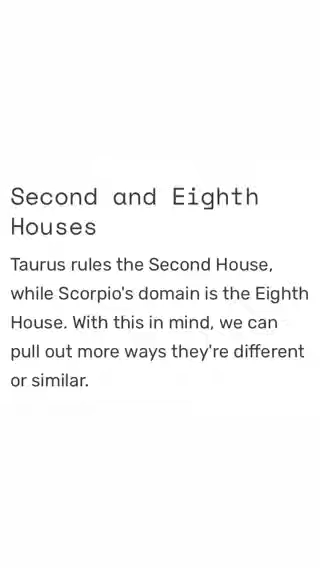 Second and Eighth
Houses
Taurus rules the Second House,
while Scorpio's domain is the Eighth
House. With this in mind, we can
pull out more ways they're different
or similar.